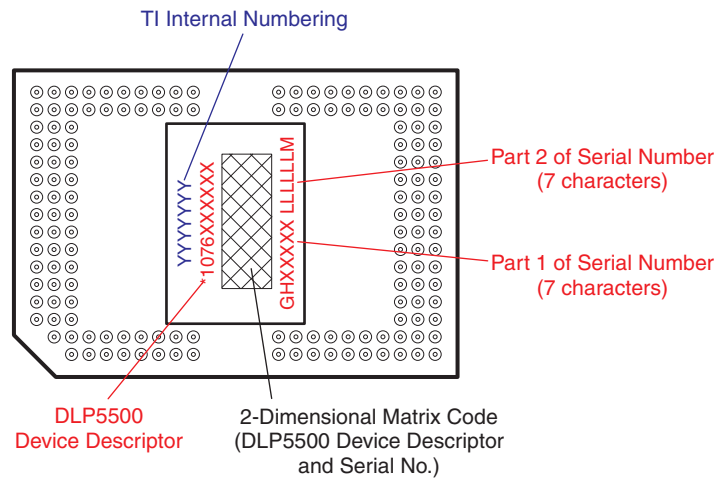 TI Internal Numbering
YYYYYYY
*1076XXXXXX
GHXXXXX LLLLLLM
Part 2 of Serial Number
(7 characters)
Part 1 of Serial Number
(7 characters)
DLP5500
Device Descriptor
2-Dimensional Matrix Code
(DLP5500 Device Descriptor
and Serial No.)